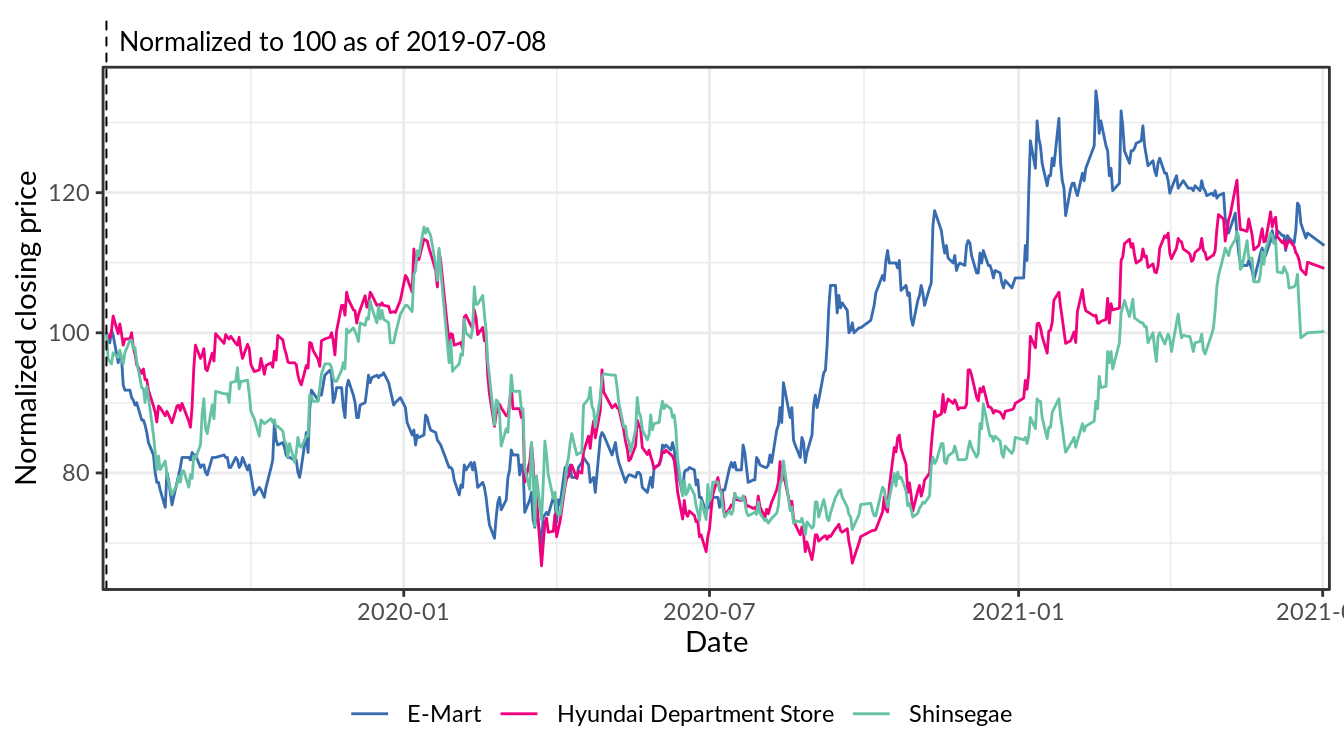 Normalized to 100 as of 2019-07-08
Normalized closing price
120
100
80
2020-01
2020-07
2021-01
Date
E-Mart
Hyundai Department Store
Shinsegae